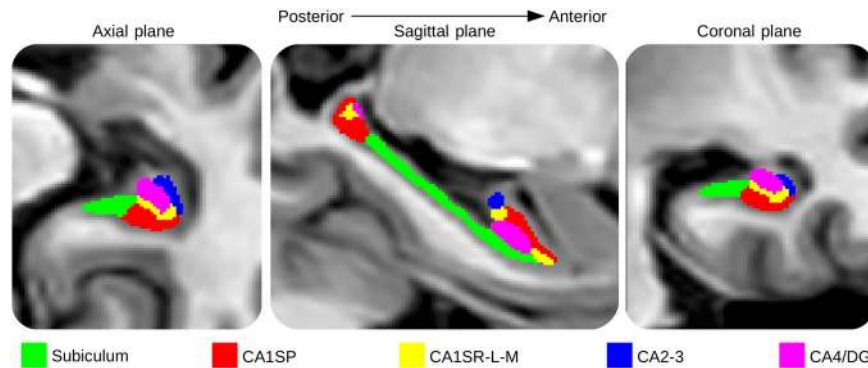 Posterior Anterior
Axial plane Sagittal plane Coronal plane
Subiculum CA1SP CA1SR-L-M CA2-3 CA4/DG